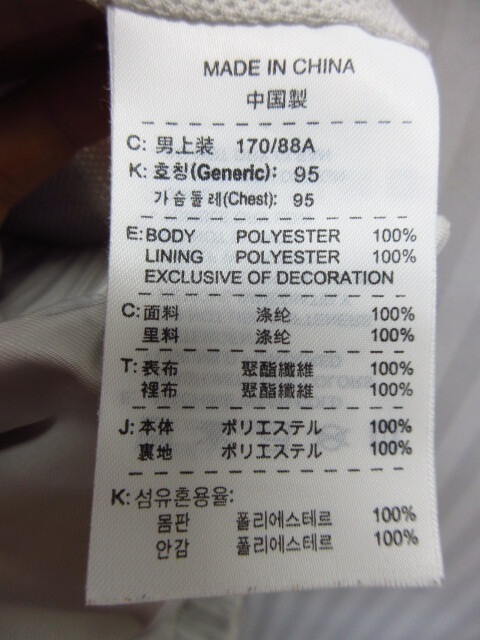 MADE IN CHINA
中国製
C: 男上装 170/88A
K: 호칭(Generic): 95
가슴둘레(Chest): 95
E: BODY POLYESTER 100%
LINING POLYESTER 100%
EXCLUSIVE OF DECORATION
C: 面料 涤纶 100%
里料 涤纶 100%
T: 表布 聚酯纖維 100%
裡布 聚酯纖維 100%
J: 本体 ポリエステル 100%
裏地 ポリエステル 100%
K: 섬유혼용율:
몸판 폴리에스테르 100%
안감 폴리에스테르 100%